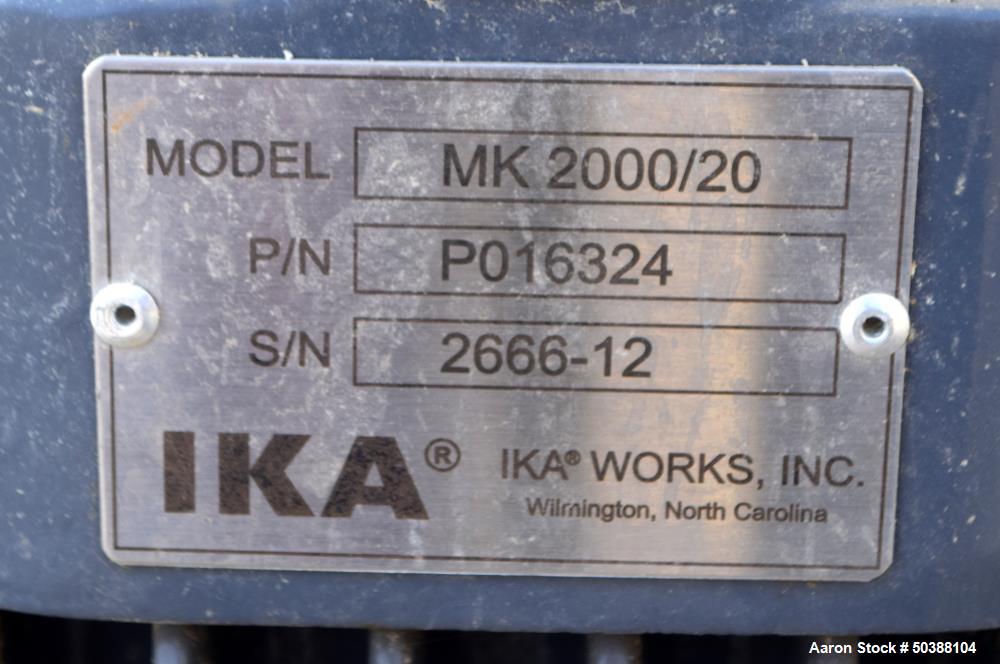 MODEL MK 2000/20
P/N P016324
S/N 2666-12
IKA® IKA® WORKS, INC.
Wilmington, North Carolina
Aaron Stock # 50388104